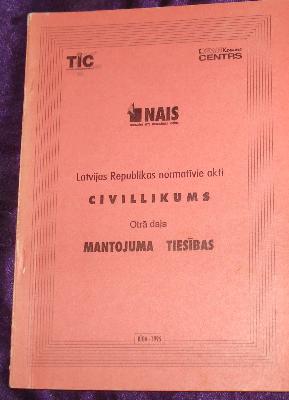 TIC
CENTRS
NAIS
Latvijas Republikas normatīvie akti
CIVILLIKUMS
Otrā daļa
MANTOJUMA TIESĪBAS